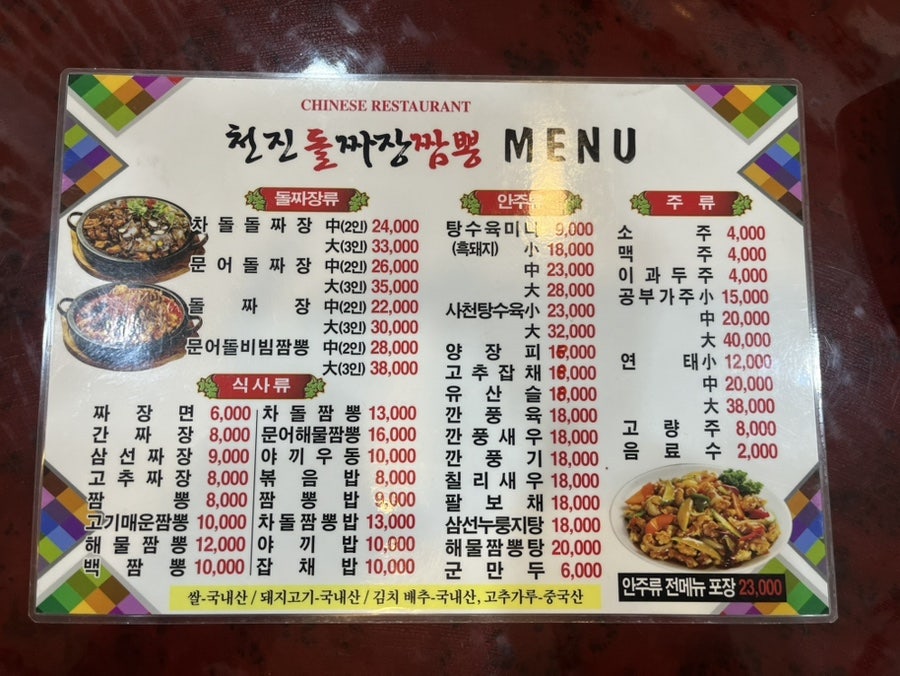 CHINESE RESTAURANT
천진돌짜장짬뽕 MENU
돌짜장류
차돌돌짜장 中(2인) 24,000
大(3인) 33,000
문어돌짜장 中(2인) 26,000
大(3인) 35,000
돌짜장 中(2인) 22,000
大(3인) 30,000
문어돌비빔짬뽕 中(2인) 28,000
大(3인) 38,000
식사류
짜장면 6,000
간짜장 8,000
삼선짜장 9,000
고추짜장 8,000
짬뽕 8,000
고기매운짬뽕 10,000
해물짬뽕 12,000
백짬뽕 10,000
차돌짬뽕 13,000
문어해물짬뽕 16,000
야끼우동 10,000
볶음밥 8,000
짬뽕밥 9,000
차돌짬뽕밥 13,000
야끼밥 10,000
잡채밥 10,000
안주류
탕수육미니 9,000
(흑돼지) 小 18,000
中 23,000
大 28,000
사천탕수육小 23,000
大 32,000
양장피
고추잡채
유산슬 18,000
깐풍육 18,000
깐풍새우 18,000
깐풍기 18,000
칠리새우 18,000
팔보채 18,000
삼선누룽지탕 18,000
해물짬뽕탕 20,000
군만두 6,000
주류
소주 4,000
맥주 4,000
이과두주 4,000
공부가주小 15,000
中 20,000
大 40,000
연태小 12,000
中 20,000
大 38,000
고량주 8,000
음료수 2,000
안주류 전메뉴 포장 23,000
쌀-국내산 / 돼지고기-국내산 / 김치 배추-국내산, 고추가루-중국산